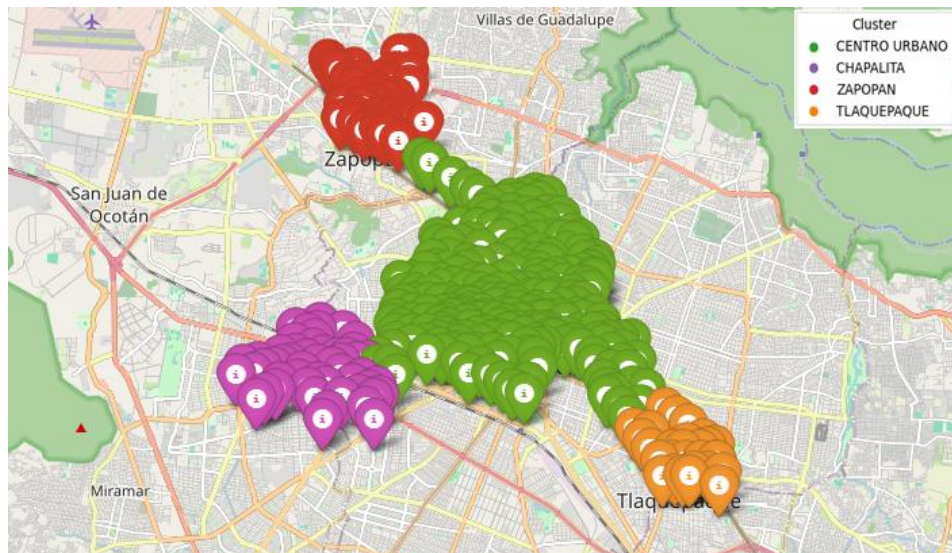 Villas de Guadalupe
Cluster
CENTRO URBANO
CHAPALITA
ZAPOPAN
TLAQUEPAQUE
San Juan de
Ocotán
Miramar